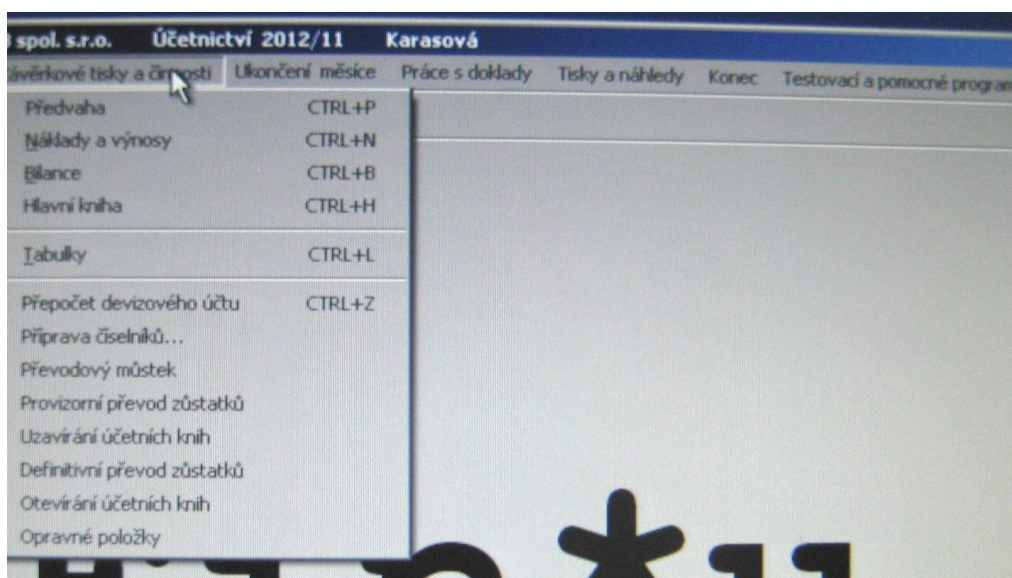 spol. s.r.o. Účetnictví 2012/11 Karasová
závěrkové tisky a činnosti Ukončení měsíce Práce s doklady Tisky a náhledy Konec Testovací a pomocné program
Předvaha CTRL+P
Náklady a výnosy CTRL+N
Bilance CTRL+B
Hlavní kniha CTRL+H
Tabulky CTRL+L
Přepočet devizového účtu CTRL+Z
Příprava číselníků...
Převodový můstek
Provizorní převod zůstatků
Uzavírání účetních knih
Definitivní převod zůstatků
Otevírání účetních knih
Opravné položky